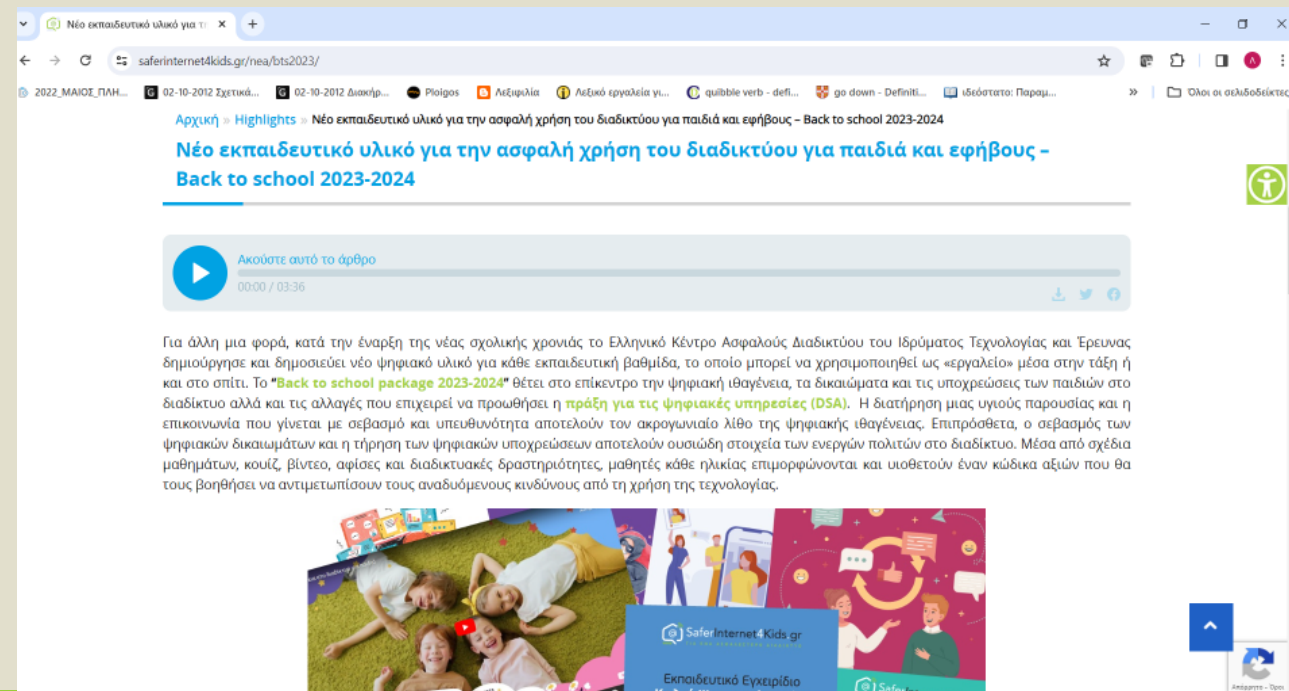 Νέο εκπαιδευτικό υλικό για τη
saferinternet4kids.gr/nea/bts2023/
Λ
2022_ΜΑΙΟΣ_ΠΛΗ...
02-10-2012 Σχετικά...
02-10-2012 Διακήρ...
Ploigos
Λεξιφιλία
Λεξικό εργαλεία γι...
quibble verb - defi...
go down - Definiti...
ιδεόστατο: Παραμ...
»
Όλοι οι σελιδοδείκτες
Αρχική » Highlights » Νέο εκπαιδευτικό υλικό για την ασφαλή χρήση του διαδικτύου για παιδιά και εφήβους – Back to school 2023-2024
Νέο εκπαιδευτικό υλικό για την ασφαλή χρήση του διαδικτύου για παιδιά και εφήβους –
Back to school 2023-2024
Ακούστε αυτό το άρθρο
00:00 / 03:36
Για άλλη μια φορά, κατά την έναρξη της νέας σχολικής χρονιάς το Ελληνικό Κέντρο Ασφαλούς Διαδικτύου του Ιδρύματος Τεχνολογίας και Έρευνας
δημιούργησε και δημοσιεύει νέο ψηφιακό υλικό για κάθε εκπαιδευτική βαθμίδα, το οποίο μπορεί να χρησιμοποιηθεί ως «εργαλείο» μέσα στην τάξη ή
και στο σπίτι. Το "Back to school package 2023-2024" θέτει στο επίκεντρο την ψηφιακή ιθαγένεια, τα δικαιώματα και τις υποχρεώσεις των παιδιών στο
διαδίκτυο αλλά και τις αλλαγές που επιχειρεί να προωθήσει η πράξη για τις ψηφιακές υπηρεσίες (DSA). Η διατήρηση μιας υγιούς παρουσίας και η
επικοινωνία που γίνεται με σεβασμό και υπευθυνότητα αποτελούν τον ακρογωνιαίο λίθο της ψηφιακής ιθαγένειας. Επιπρόσθετα, ο σεβασμός των
ψηφιακών δικαιωμάτων και η τήρηση των ψηφιακών υποχρεώσεων αποτελούν ουσιώδη στοιχεία των ενεργών πολιτών στο διαδίκτυο. Μέσα από σχέδια
μαθημάτων, κουίζ, βίντεο, αφίσες και διαδικτυακές δραστηριότητες, μαθητές κάθε ηλικίας επιμορφώνονται και υιοθετούν έναν κώδικα αξιών που θα
τους βοηθήσει να αντιμετωπίσουν τους αναδυόμενους κινδύνους από τη χρήση της τεχνολογίας.
SaferInternet4Kids.gr
Εκπαιδευτικό Εγχειρίδιο
Απόρρητο - Όροι